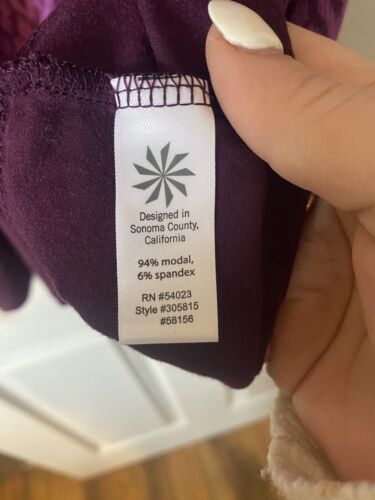 Designed in
Sonoma County,
California
94% modal,
6% spandex
RN #54023
Style #305815
#58156